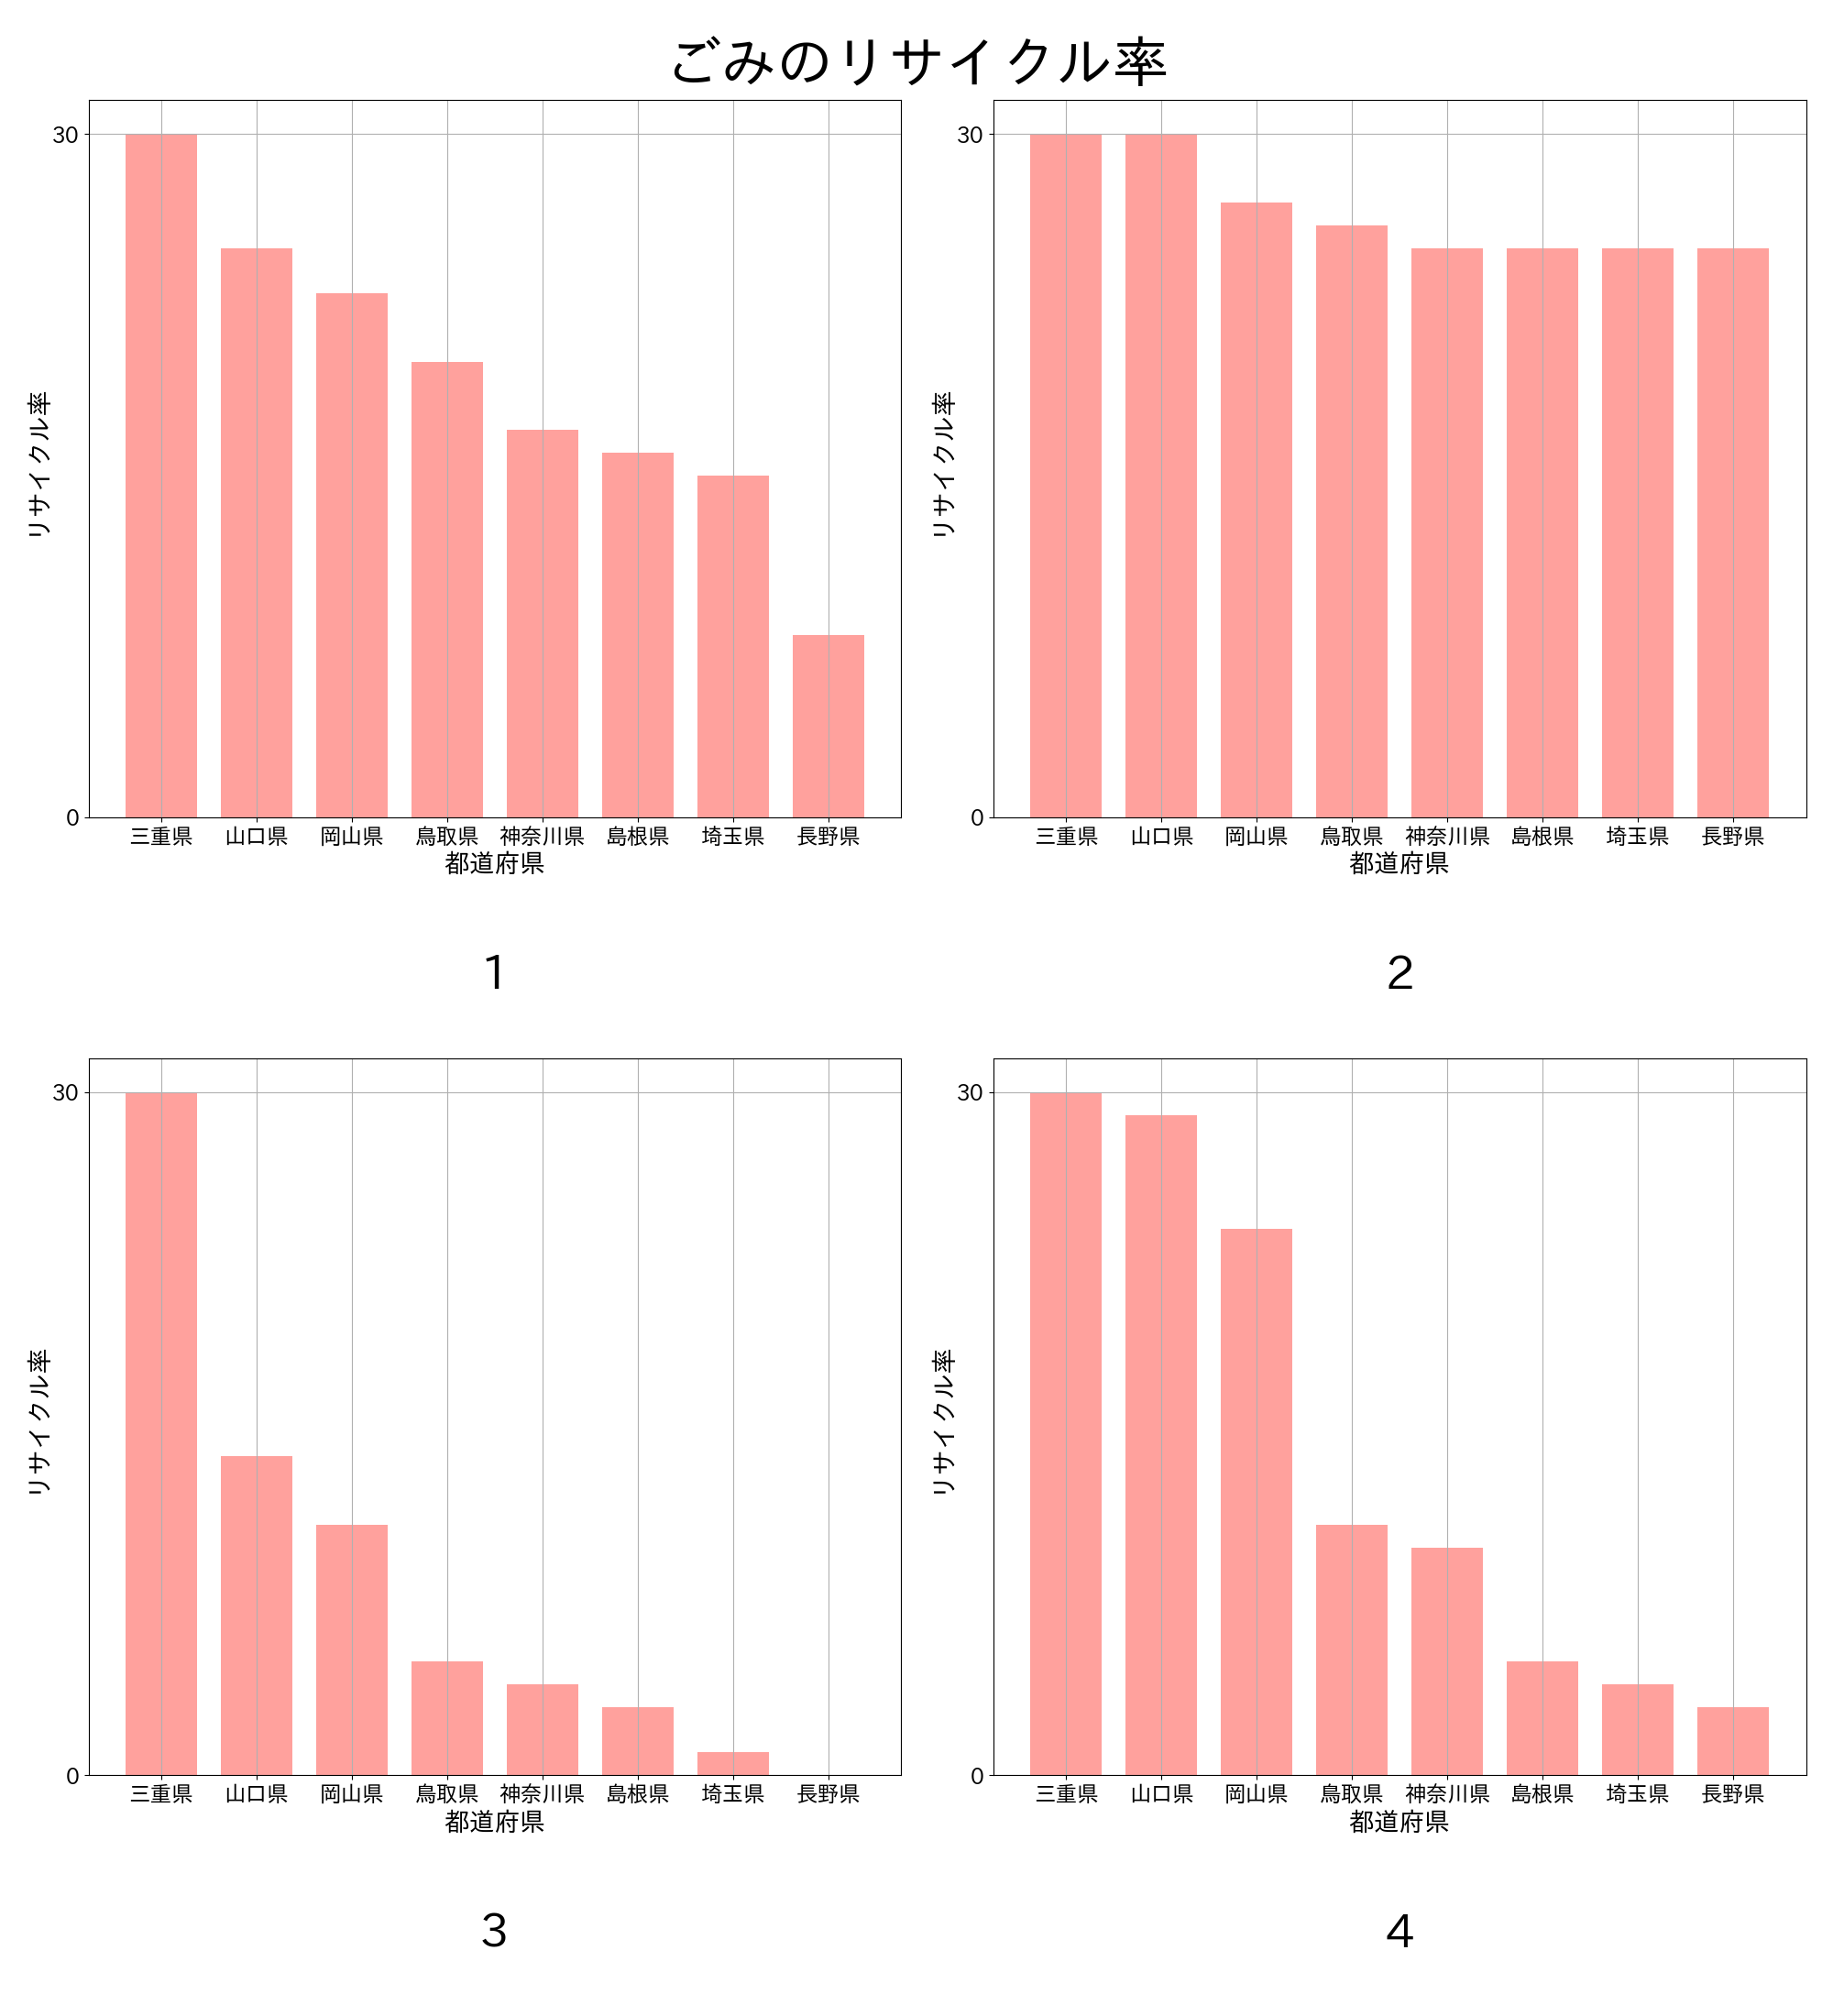 ごみのリサイクル率
30
0
リサイクル率
三重県 山口県 岡山県 鳥取県 神奈川県 島根県 埼玉県 長野県
都道府県
1
30
0
リサイクル率
三重県 山口県 岡山県 鳥取県 神奈川県 島根県 埼玉県 長野県
都道府県
2
30
0
リサイクル率
三重県 山口県 岡山県 鳥取県 神奈川県 島根県 埼玉県 長野県
都道府県
3
30
0
リサイクル率
三重県 山口県 岡山県 鳥取県 神奈川県 島根県 埼玉県 長野県
都道府県
4